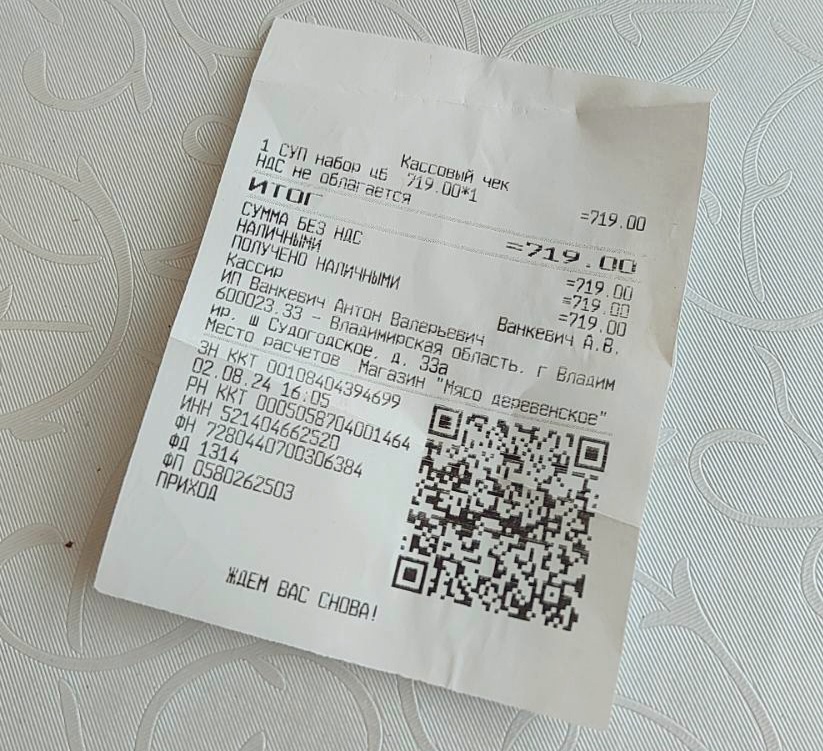 Кассовый чек
1 СУП набор ЦБ 719.00*1
=719.00
НДС не облагается
ИТОГ =719.00
СУММА БЕЗ НДС =719.00
НАЛИЧНЫМИ =719.00
ПОЛУЧЕНО НАЛИЧНЫМИ =719.00
Кассир Ванкевич А.В.
ИП Ванкевич Антон Валерьевич
600023.33 - Владимирская область, г Владим
ир, ш Судогодское, д. 33а
Место расчетов Магазин "Мясо деревенское"
ЗН ККТ 00108404394699
02.08.24 16:05
РН ККТ 0005058704001464
ИНН 521404662520
ФН 7280440700306384
ФД 1314
ФП 0580262503
ПРИХОД
ЖДЕМ ВАС СНОВА!